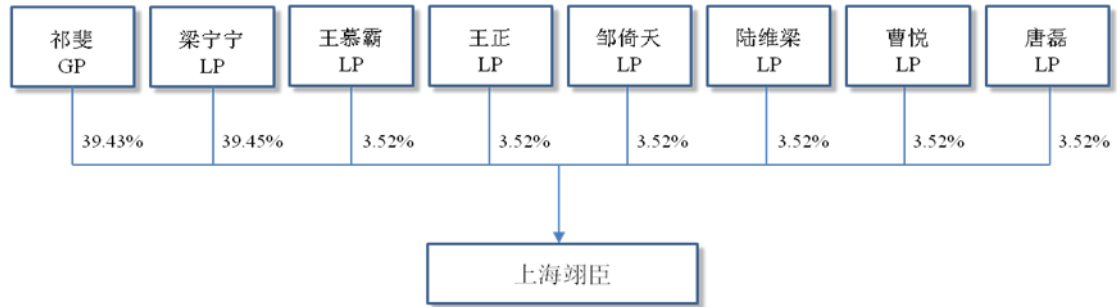 祁斐
GP
梁宁宁
LP
王慕霸
LP
王正
LP
邹倚天
LP
陆维梁
LP
曹悦
LP
唐磊
LP
39.43%
39.45%
3.52%
3.52%
3.52%
3.52%
3.52%
3.52%
上海翊臣